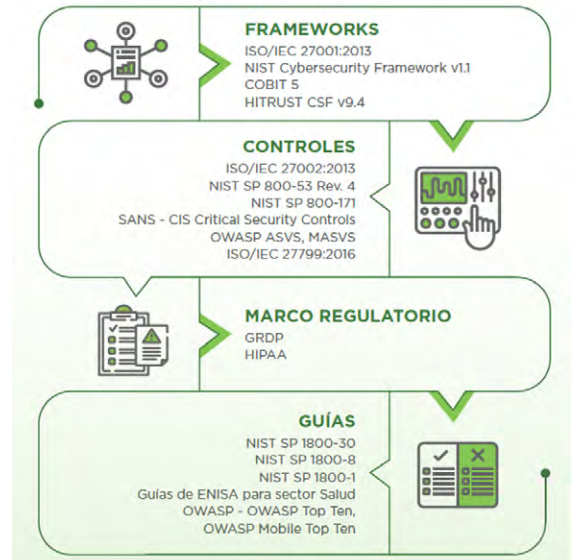 FRAMEWORKS
ISO/IEC 27001:2013
NIST Cybersecurity Framework v1.1
COBIT 5
HITRUST CSF v9.4
CONTROLES
ISO/IEC 27002:2013
NIST SP 800-53 Rev. 4
NIST SP 800-171
SANS - CIS Critical Security Controls
OWASP ASVS, MASVS
ISO/IEC 27799:2016
MARCO REGULATORIO
GRDP
HIPAA
GUÍAS
NIST SP 1800-30
NIST SP 1800-8
NIST SP 1800-1
Guías de ENISA para sector Salud
OWASP - OWASP Top Ten,
OWASP Mobile Top Ten